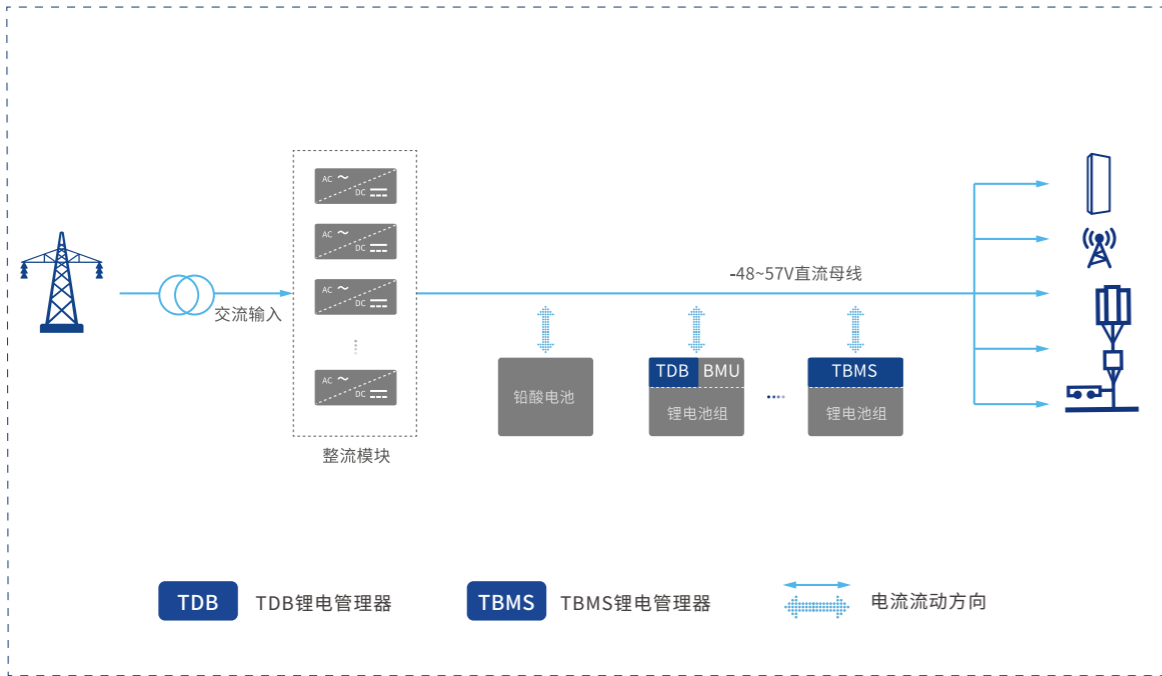 AC
DC
AC
DC
AC
DC
AC
DC
交流输入
整流模块
-48~57V直流母线
铅酸电池
TDB BMU
锂电池组
TBMS
锂电池组
TDB TDB锂电管理器
TBMS TBMS锂电管理器
电流流动方向